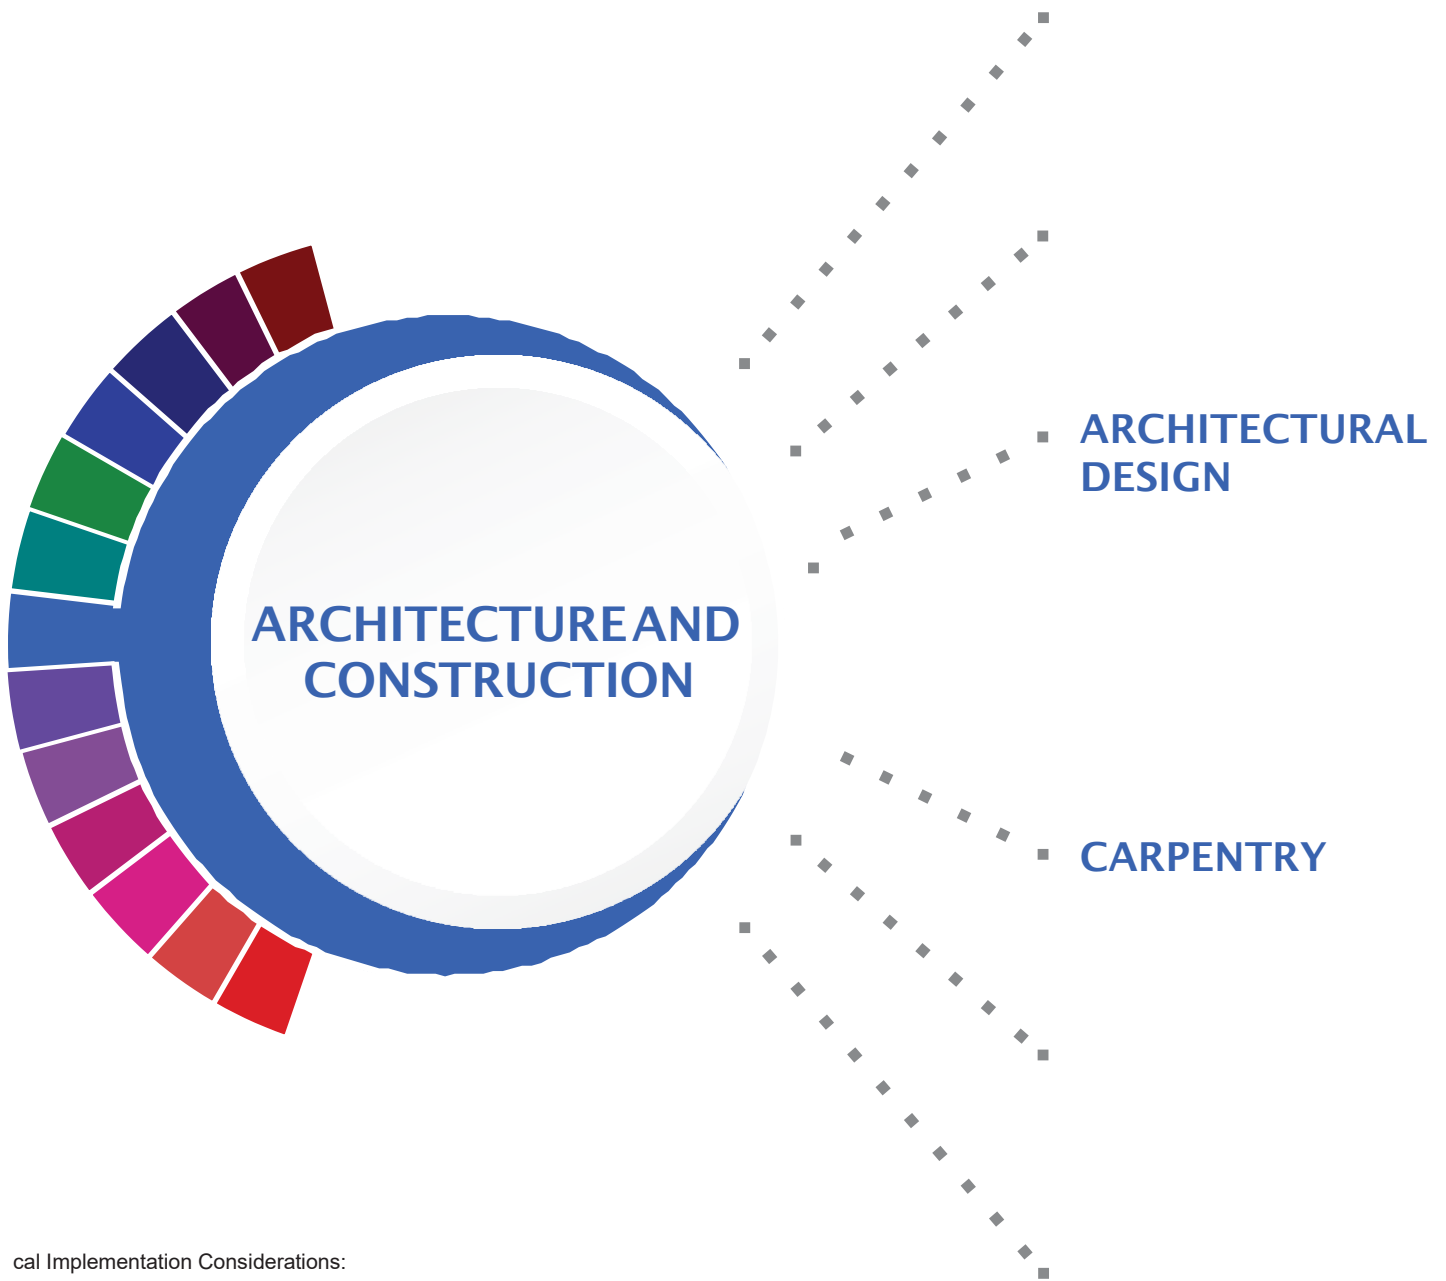 ARCHITECTURAL
DESIGN
ARCHITECTURE AND
CONSTRUCTION
CARPENTRY
cal Implementation Considerations: